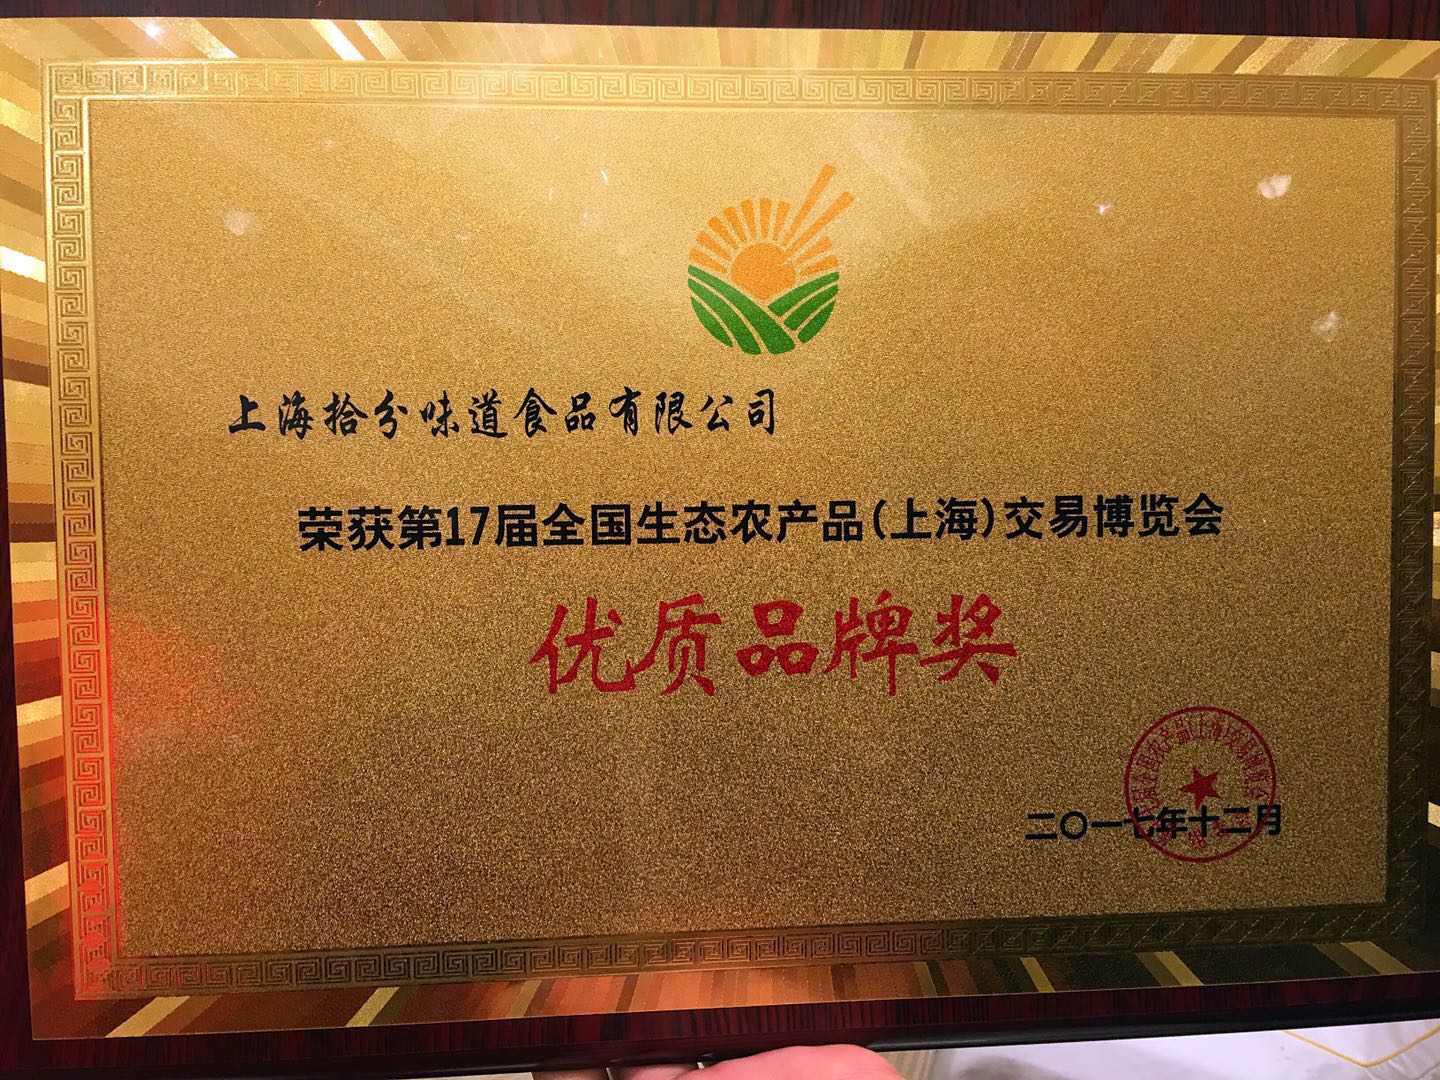 上海拾分味道食品有限公司
荣获第17届全国生态农产品(上海)交易博览会
优质品牌奖
二〇一七年十二月